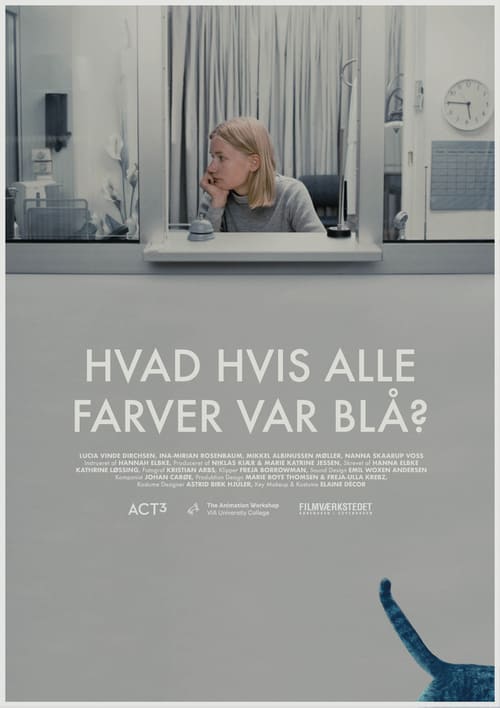 HVAD HVIS ALLE
FARVER VAR BLÅ?
LUCIA VINDE DIRCHSEN, INA-MIRIAN ROSENBAUM, MIKKEL ALBINUSSEN MØLLER, NANNA SKAARUP VOSS
Instrueret af HANNAH ELBKE, Produceret af NIKLAS KIÆR & MARIE KATRINE JESSEN, Skrevet af HANNA ELBKE
KATHRINE LØSSING, Fotograf KRISTIAN ABBS, Klipper FREJA BORROWMAN, Sound Design EMIL WOXEN ANDERSEN
Komponist JOHAN CARØE, Produktion Design MARIE BOYE THOMSEN & FREJA-ULLA KREBZ,
Kostume Designer ASTRID BIRK HJULER, Key Makeup & Kostume ELAINE DECOR
ACT3
The Animation Workshop
VIA University College
FILMVÆRKSTEDET